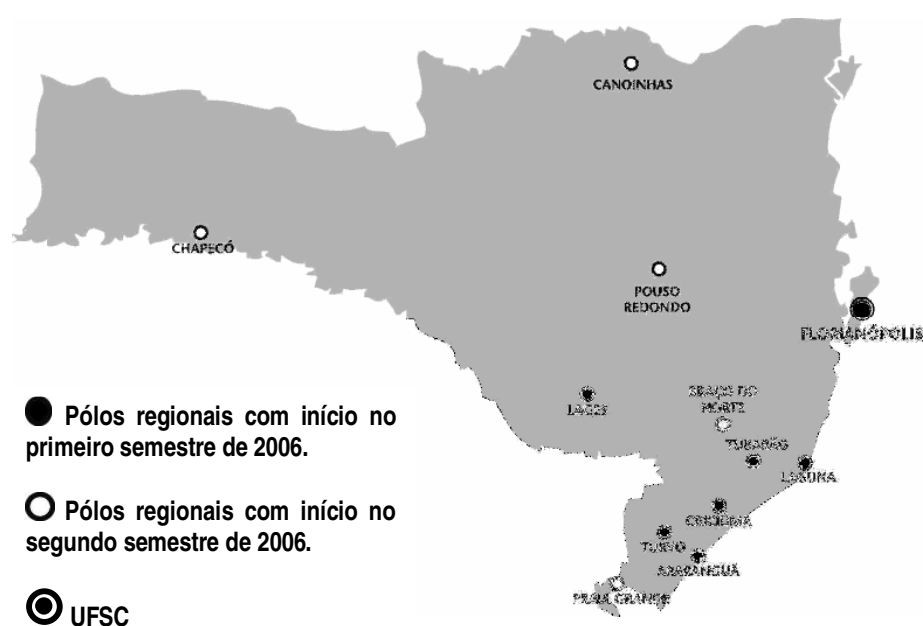 CANOINHAS
CHAPECÓ
POUSO
REDONDO
FLORIANÓPOLIS
LAGES
BRAÇO DO
NORTE
TUBARÃO
LAGUNA
CRICIÚMA
TURVO
ARARANGUÁ
PRAIA GRANDE
Pólos regionais com início no
primeiro semestre de 2006.
Pólos regionais com início no
segundo semestre de 2006.
UFSC